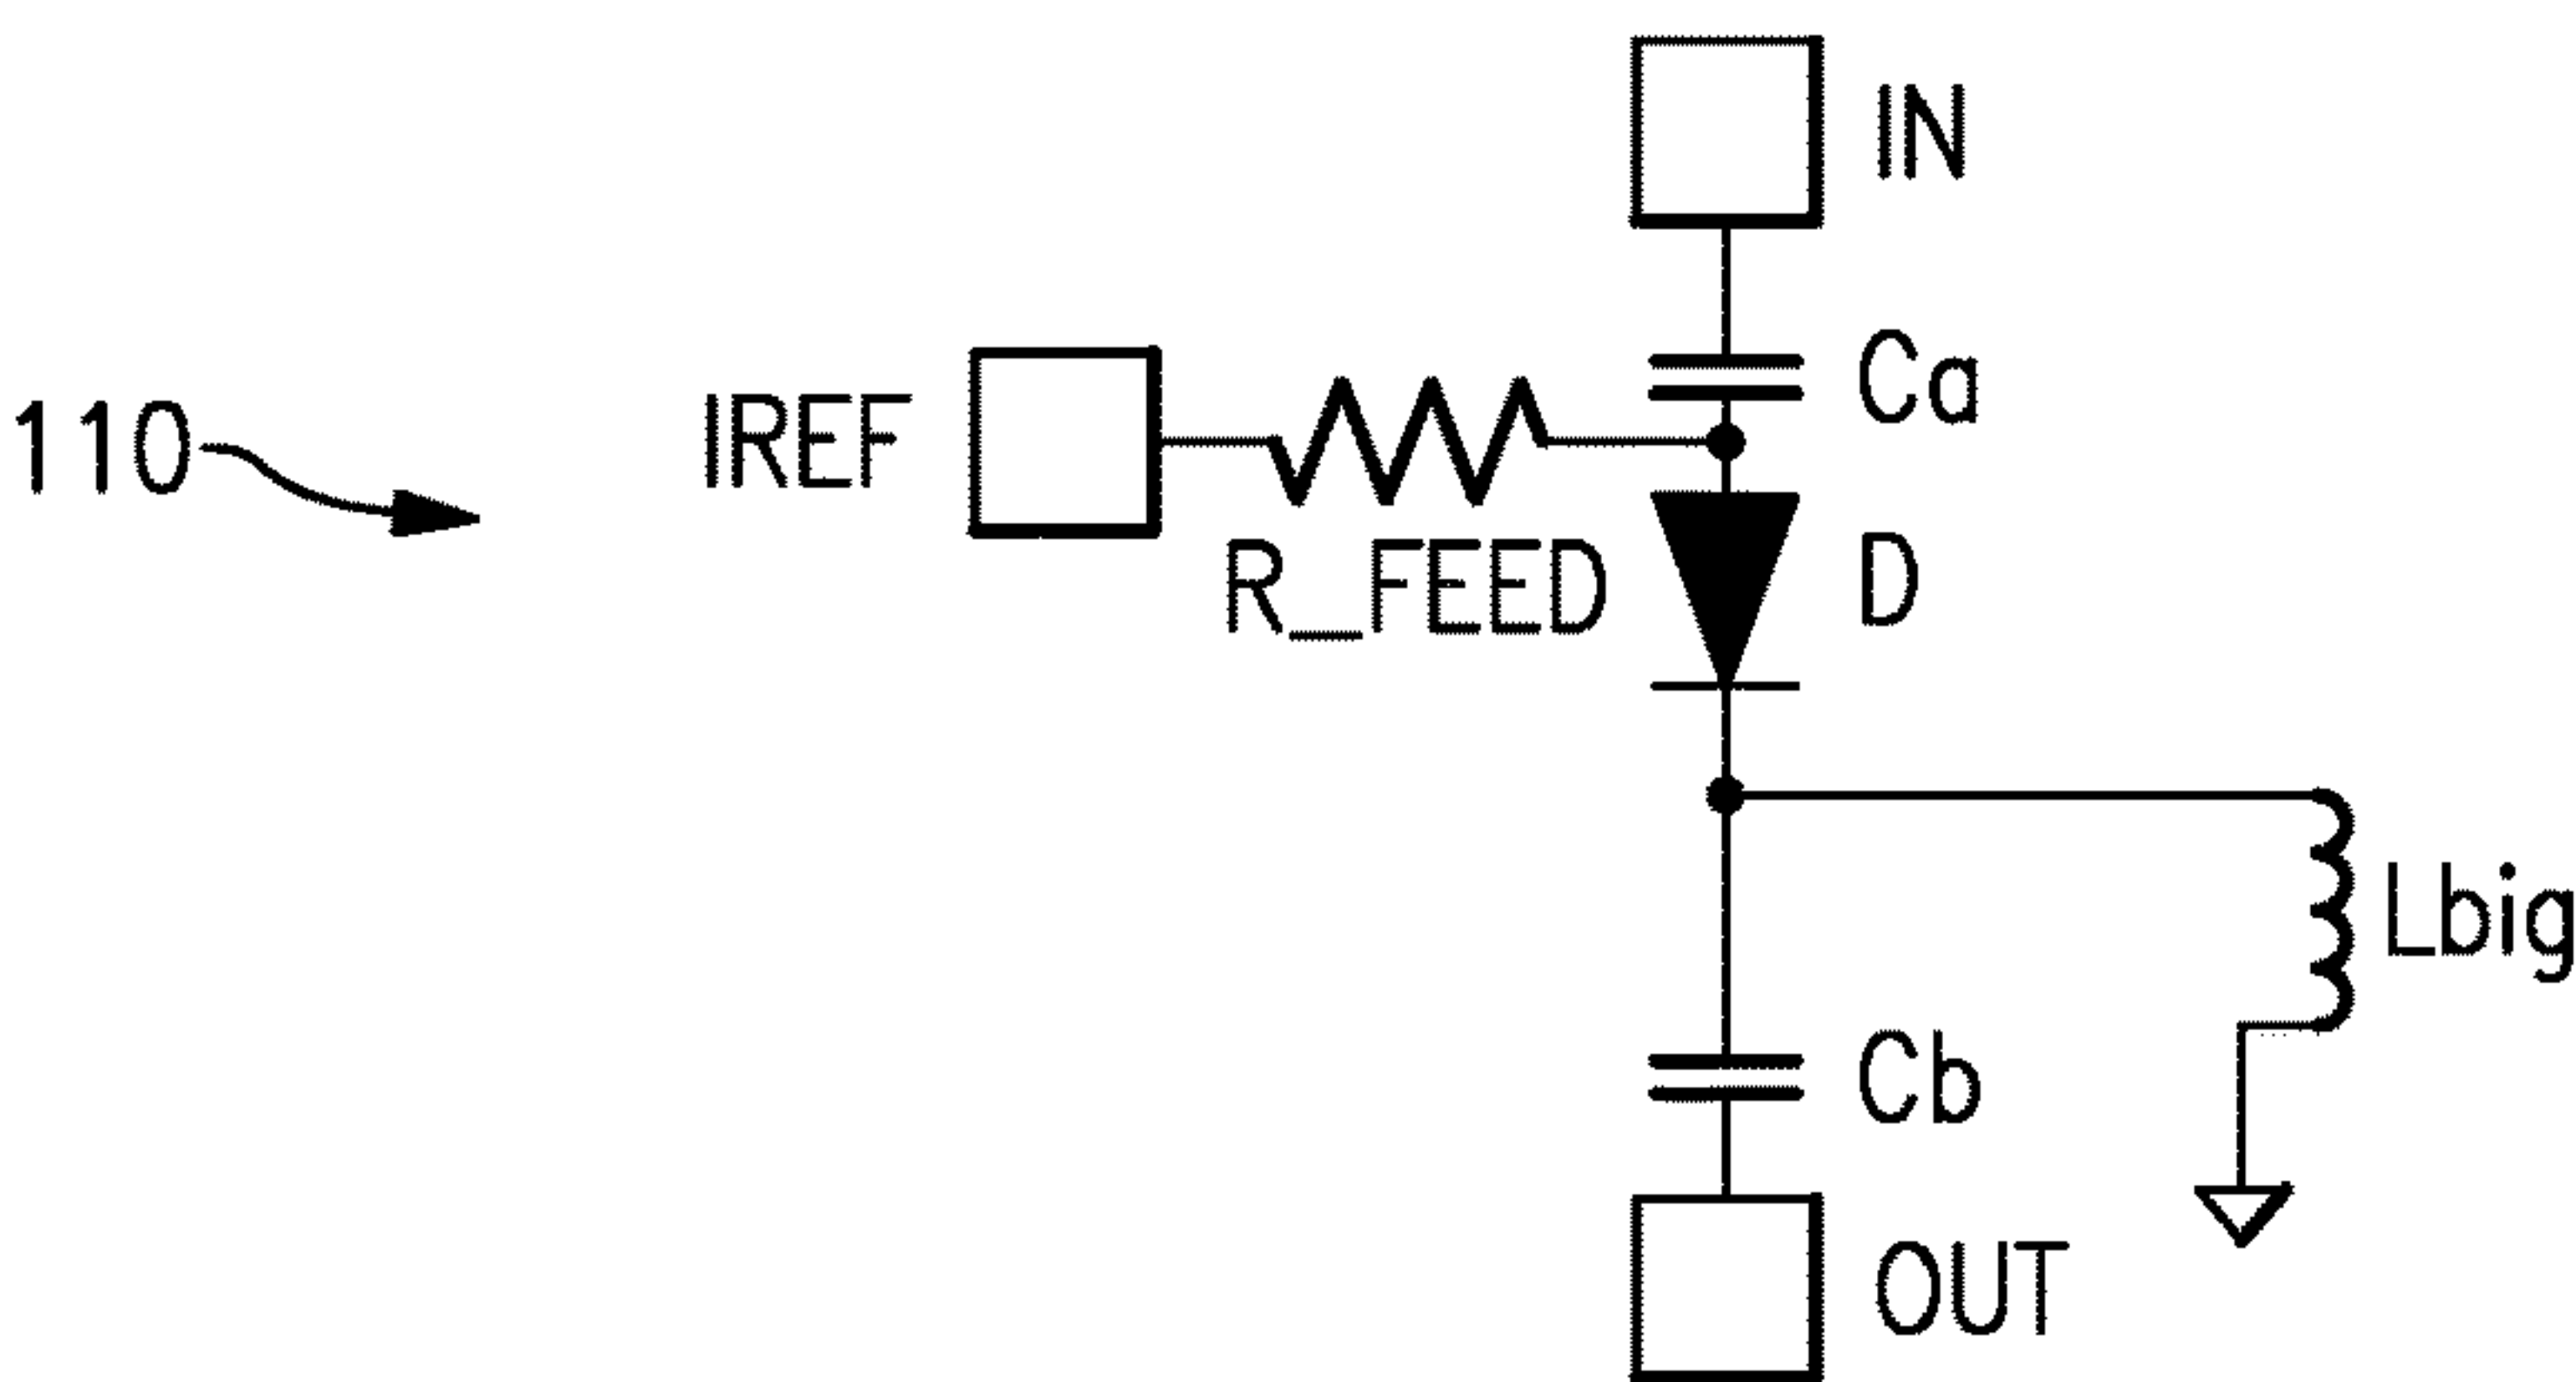 IN
Ca
110
IREF
R_FEED
D
Lbig
Cb
OUT